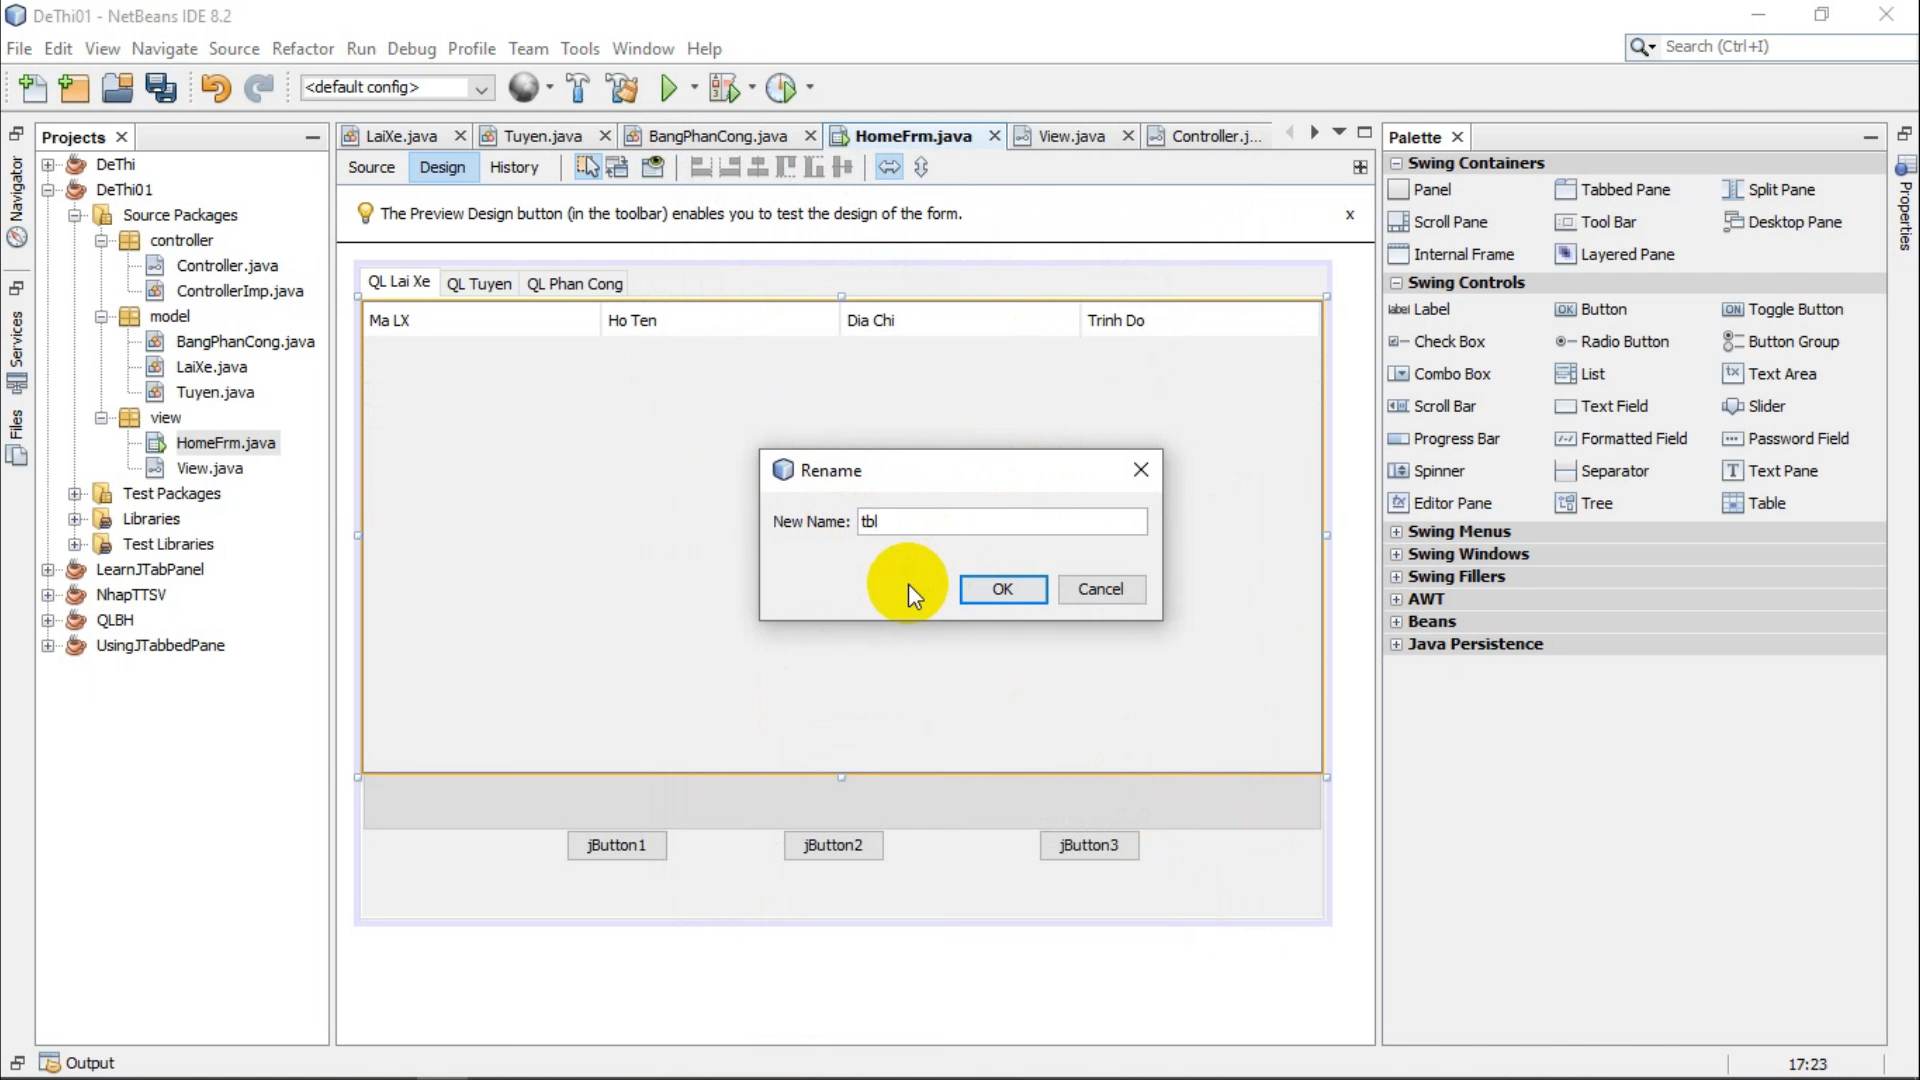 DeThi01 - NetBeans IDE 8.2
File Edit View Navigate Source Refactor Run Debug Profile Team Tools Window Help
Search (Ctrl+I)
<default config>
Projects
LaiXe.java
Tuyen.java
BangPhanCong.java
HomeFrm.java
View.java
Controller.j...
Palette
Source Design History
The Preview Design button (in the toolbar) enables you to test the design of the form.
x
Navigator
Services
Files
DeThi
DeThi01
Source Packages
controller
Controller.java
ControllerImp.java
model
BangPhanCong.java
LaiXe.java
Tuyen.java
view
HomeFrm.java
View.java
Test Packages
Libraries
Test Libraries
LearnJTabPanel
NhapTTSV
QLBH
UsingJTabbedPane
QL Lai Xe QL Tuyen QL Phan Cong
Ma LX Ho Ten Dia Chi Trinh Do
Rename
New Name: tbl
OK Cancel
jButton1 jButton2 jButton3
Swing Containers
Panel Tabbed Pane Split Pane
Scroll Pane Tool Bar Desktop Pane
Internal Frame Layered Pane
Swing Controls
label Label OK Button ON Toggle Button
Check Box Radio Button Button Group
Combo Box List tx Text Area
Scroll Bar Text Field Slider
Progress Bar Formatted Field Password Field
Spinner Separator T Text Pane
Editor Pane Tree Table
Swing Menus
Swing Windows
Swing Fillers
AWT
Beans
Java Persistence
Properties
Output
17:23